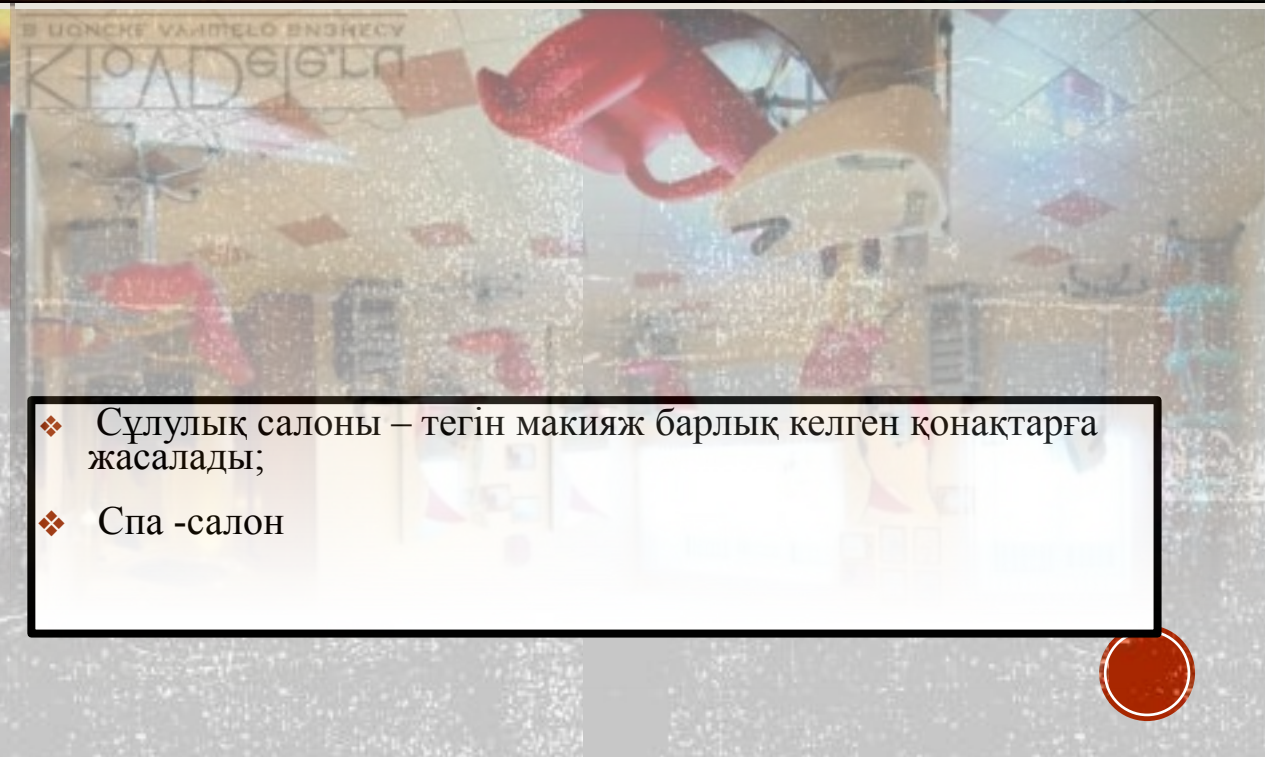 ❖ Сұлулық салоны – тегін макияж барлық келген қонақтарға
жасалады;
❖ Спа -салон